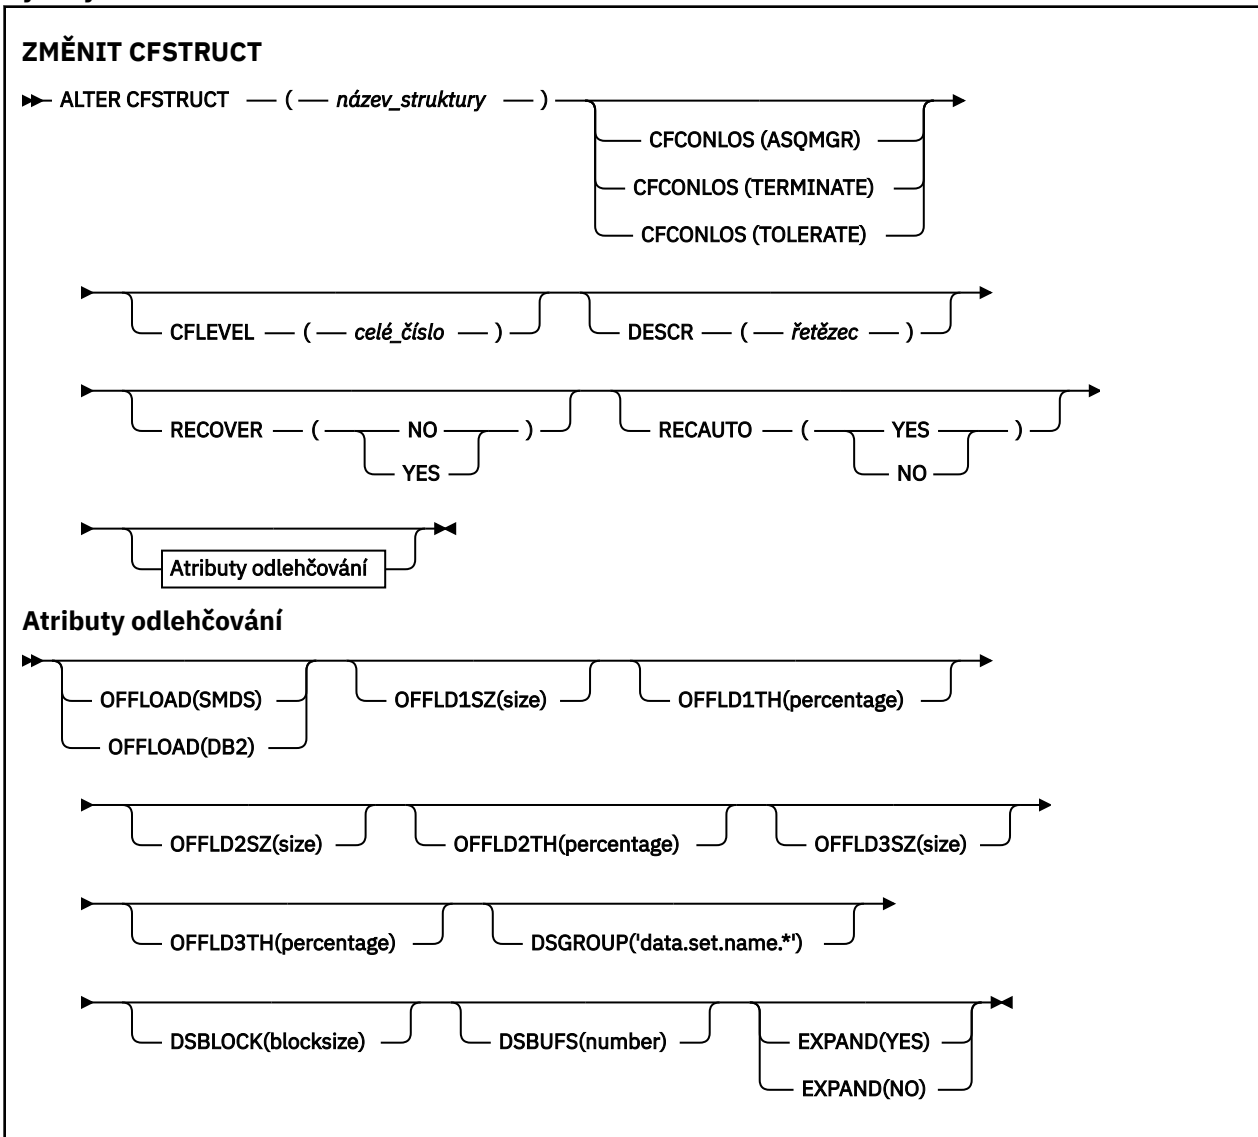 ZMĚNIT CFSTRUCT
ALTER CFSTRUCT ( název_struktury )
CFCONLOS (ASQMGR)
CFCONLOS (TERMINATE)
CFCONLOS (TOLERATE)
CFLEVEL ( celé_číslo ) DESCR ( řetězec )
RECOVER ( NO ) RECAUTO ( YES )
YES NO
Atributy odlehčování
Atributy odlehčování
OFFLOAD(SMDS) OFFLD1SZ(size) OFFLD1TH(percentage)
OFFLOAD(DB2)
OFFLD2SZ(size) OFFLD2TH(percentage) OFFLD3SZ(size)
OFFLD3TH(percentage) DSGROUP('data.set.name.*')
DSBLOCK(blocksize) DSBUFS(number) EXPAND(YES)
EXPAND(NO)